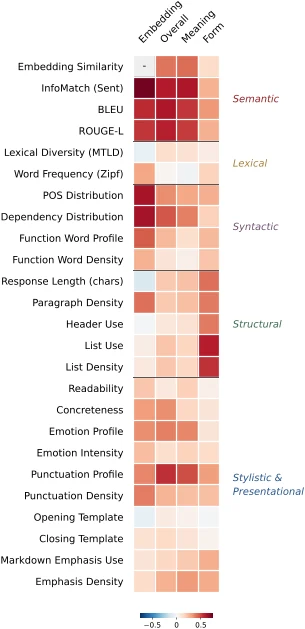 Embedding
Overall
Meaning
Form
Embedding Similarity
-
InfoMatch (Sent)
Semantic
BLEU
ROUGE-L
Lexical Diversity (MTLD)
Lexical
Word Frequency (Zipf)
POS Distribution
Dependency Distribution
Syntactic
Function Word Profile
Function Word Density
Response Length (chars)
Paragraph Density
Header Use
Structural
List Use
List Density
Readability
Concreteness
Emotion Profile
Emotion Intensity
Punctuation Profile
Stylistic &
Presentational
Punctuation Density
Opening Template
Closing Template
Markdown Emphasis Use
Emphasis Density
−0.5 0 0.5